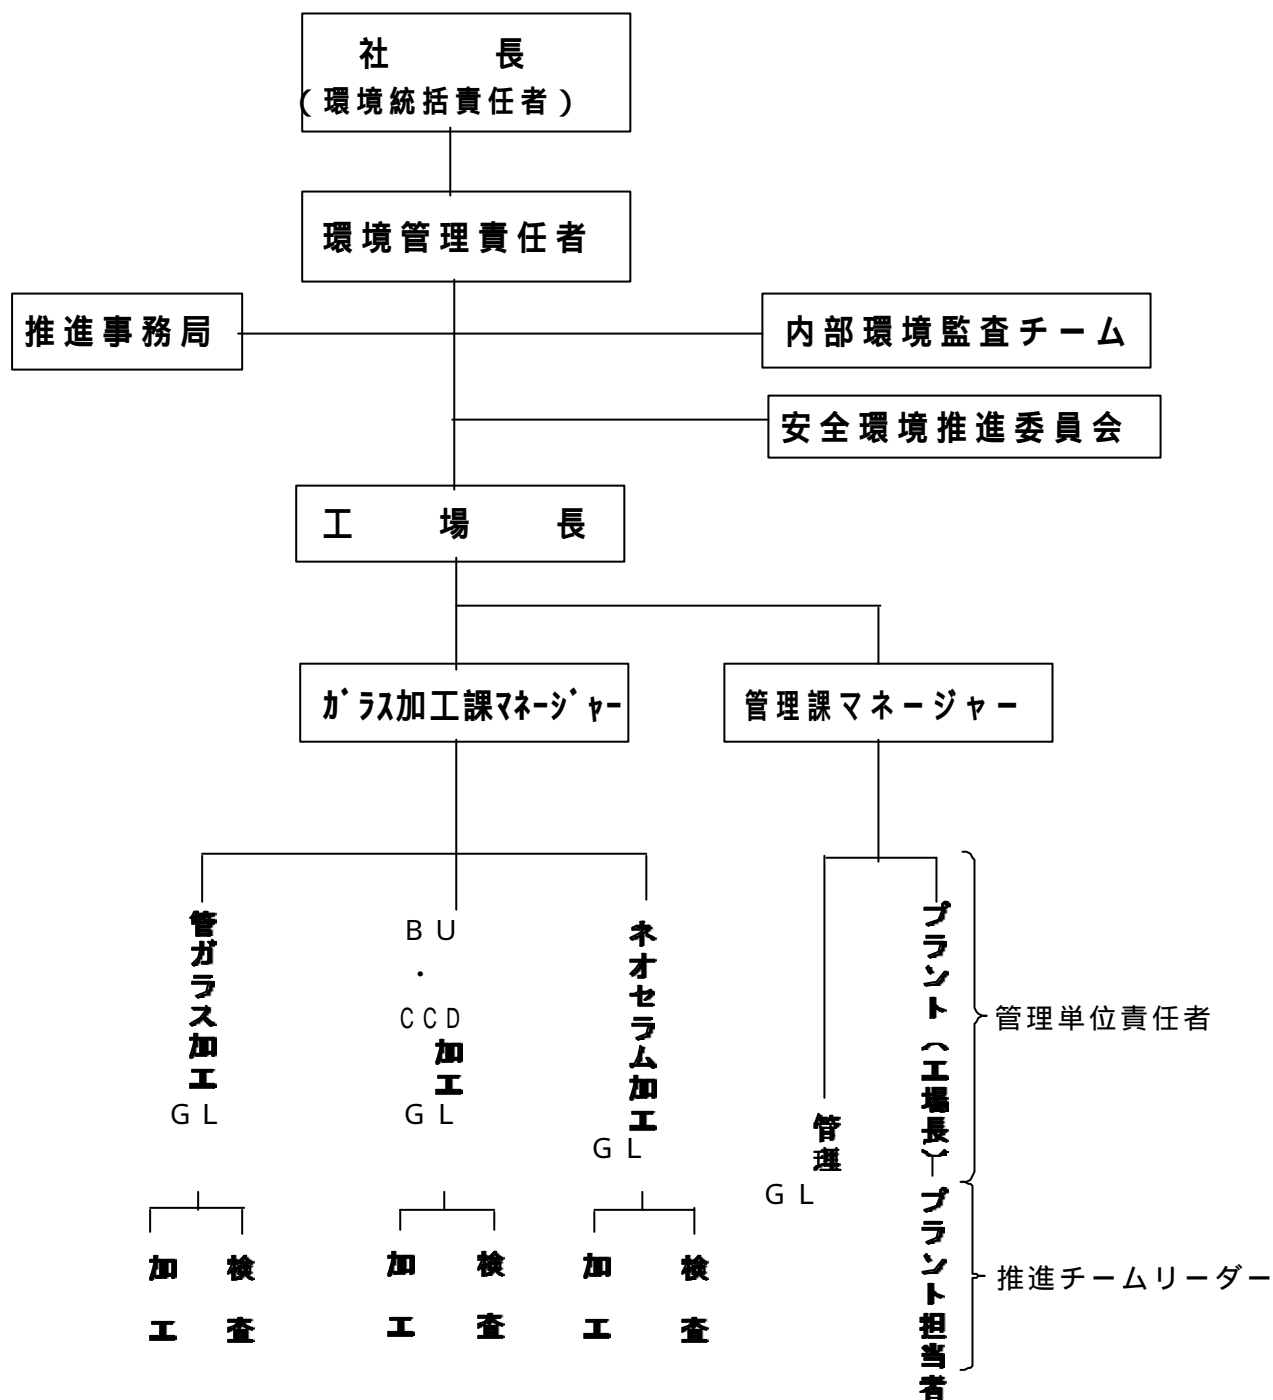 社長
(環境統括責任者)
環境管理責任者
推進事務局
内部環境監査チーム
安全環境推進委員会
工場長
ガラス加工課マネージャー
管理課マネージャー
管ガラス加工
GL
BU
・
CCD
加工
GL
ネオセラム加工
GL
管理
GL
プラント(工場長)
管理単位責任者
加工
検査
加工
検査
加工
検査
プラント担当者
推進チームリーダー